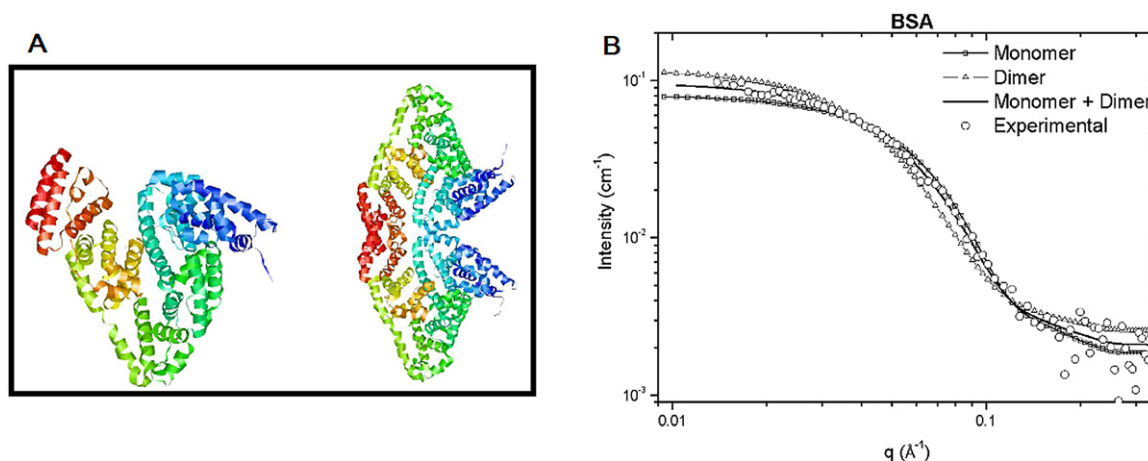 A
B
BSA
Monomer
Dimer
Monomer + Dimer
Experimental
Intensity (cm⁻¹)
10⁻¹
10⁻²
10⁻³
0.01
0.1
q (Å⁻¹)